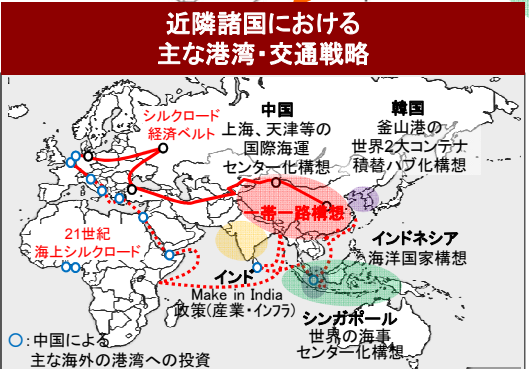 近隣諸国における
主な港湾・交通戦略
シルクロード
経済ベルト
中国
上海、天津等の
国際海運
センター化構想
韓国
釜山港の
世界2大コンテナ
積替ハブ化構想
一帯一路構想
21世紀
海上シルクロード
インド
Make in India
政策(産業・インフラ)
インドネシア
海洋国家構想
シンガポール
世界の海事
センター化構想
○:中国による
主な海外の港湾への投資